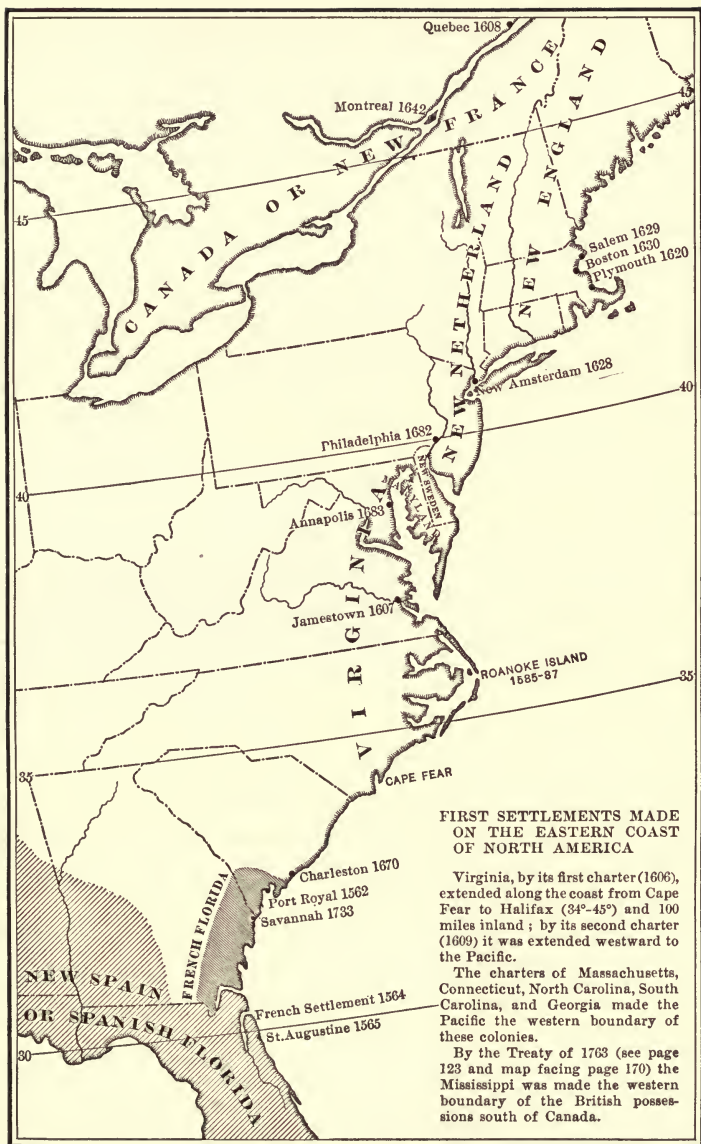 Quebec 1608
Montreal 1642
CANADA OR NEW FRANCE
NEW ENGLAND
NEW NETHERLAND
45
45
Salem 1629
Boston 1630
Plymouth 1620
New Amsterdam 1628
40
Philadelphia 1682
NEW SWEDEN
MARYLAND
40
Annapolis 1683
VIRGINIA
Jamestown 1607
ROANOKE ISLAND
1585-87
35
35
CAPE FEAR
Charleston 1670
Port Royal 1562
Savannah 1733
FRENCH FLORIDA
NEW SPAIN
OR SPANISH FLORIDA
French Settlement 1564
St. Augustine 1565
30
FIRST SETTLEMENTS MADE
ON THE EASTERN COAST
OF NORTH AMERICA
Virginia, by its first charter (1606),
extended along the coast from Cape
Fear to Halifax (34°-45°) and 100
miles inland; by its second charter
(1609) it was extended westward to
the Pacific.
The charters of Massachusetts,
Connecticut, North Carolina, South
Carolina, and Georgia made the
Pacific the western boundary of
these colonies.
By the Treaty of 1763 (see page
123 and map facing page 170) the
Mississippi was made the western
boundary of the British posses-
sions south of Canada.